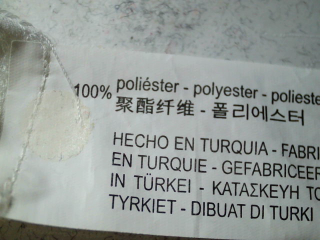 100% poliéster - polyester - polieste
聚酯纤维 - 폴리에스터
HECHO EN TURQUIA - FABRI
EN TURQUIE - GEFABRICEER
IN TÜRKEI - ΚΑΤΑΣΚΕΥΗ ΤΟ
TYRKIET - DIBUAT DI TURKI